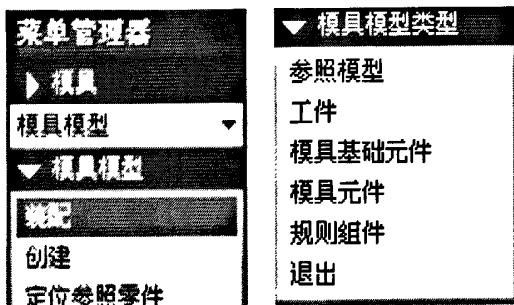 菜单管理器
模具
模具模型
模具模型
装配
创建
定位参照零件
模具模型类型
参照模型
工件
模具基础元件
模具元件
规则组件
退出